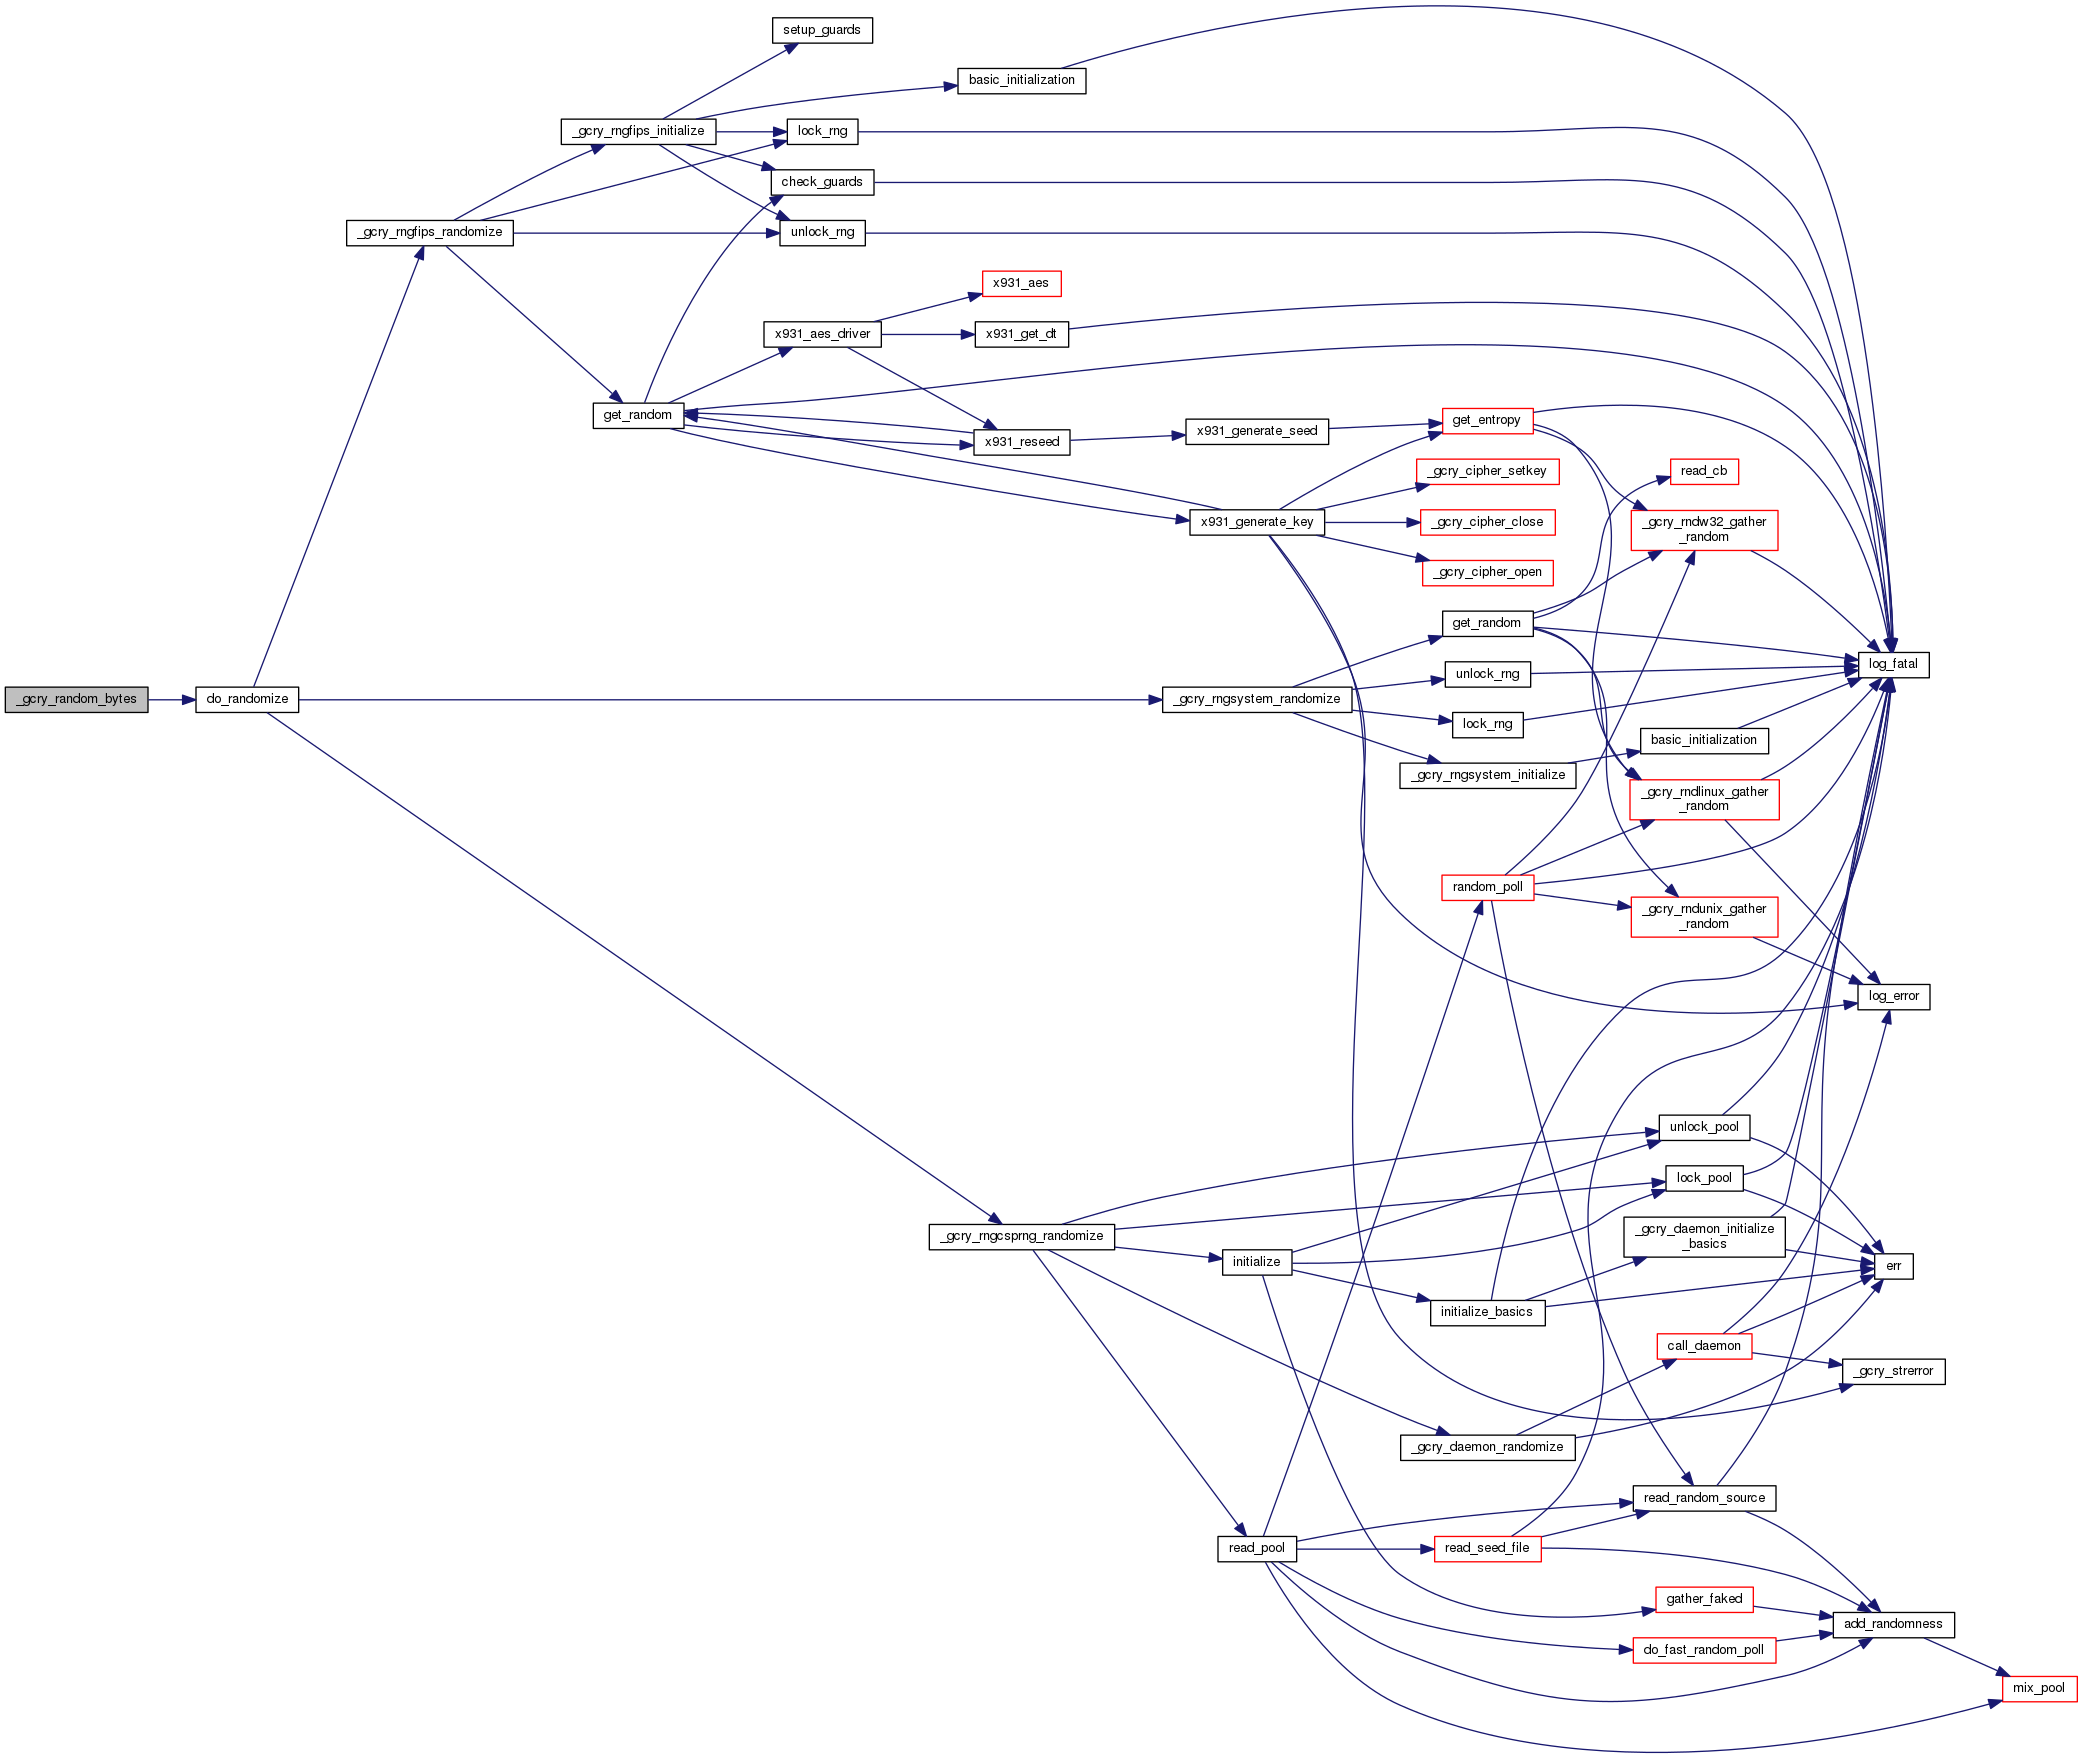 setup_guards
basic_initialization
_gcry_rngfips_initialize
lock_rng
check_guards
_gcry_rngfips_randomize
unlock_rng
x931_aes
x931_aes_driver
x931_get_dt
get_random
x931_reseed
x931_generate_seed
get_entropy
_gcry_cipher_setkey
read_cb
x931_generate_key
_gcry_cipher_close
_gcry_rndw32_gather
_random
_gcry_cipher_open
get_random
log_fatal
unlock_rng
_gcry_random_bytes
do_randomize
_gcry_rngsystem_randomize
lock_rng
basic_initialization
_gcry_rngsystem_initialize
_gcry_rndlinux_gather
_random
random_poll
_gcry_rndunix_gather
_random
log_error
unlock_pool
lock_pool
_gcry_rngcsprng_randomize
_gcry_daemon_initialize
_basics
initialize
err
initialize_basics
call_daemon
_gcry_strerror
_gcry_daemon_randomize
read_random_source
read_pool
read_seed_file
gather_faked
add_randomness
do_fast_random_poll
mix_pool